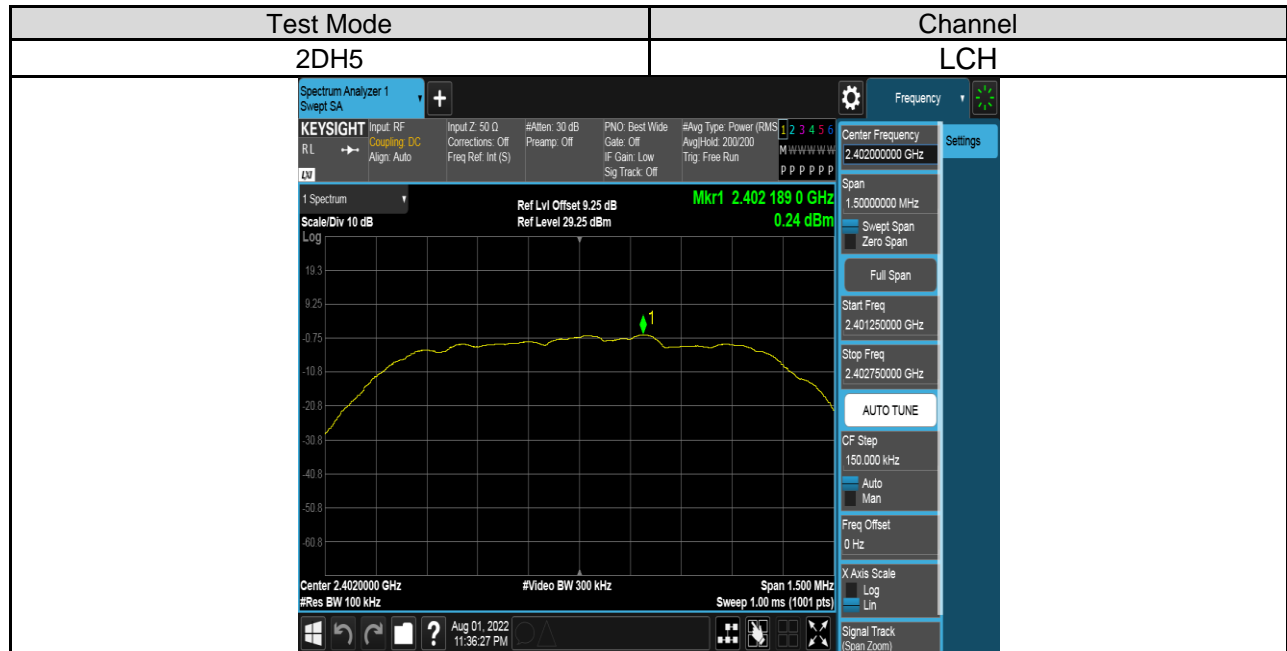 Test Mode Channel
2DH5 LCH
Spectrum Analyzer 1
Swept SA
+
Frequency
KEYSIGHT
R L
LXI
Input: RF
Coupling: DC
Align: Auto
Input Z: 50 Ω
Corrections: Off
Freq Ref: Int (S)
#Atten: 30 dB
Preamp: Off
PNO: Best Wide
Gate: Off
IF Gain: Low
Sig Track: Off
#Avg Type: Power (RMS
Avg|Hold: 200/200
Trig: Free Run
1 2 3 4 5 6
M W W W W W
P P P P P P
Center Frequency
2.402000000 GHz
Settings
Span
1.50000000 MHz
Swept Span
Zero Span
Full Span
Start Freq
2.401250000 GHz
Stop Freq
2.402750000 GHz
AUTO TUNE
CF Step
150.000 kHz
Auto
Man
Freq Offset
0 Hz
X Axis Scale
Log
Lin
Signal Track
(Span Zoom)
1 Spectrum
Scale/Div 10 dB
Ref Lvl Offset 9.25 dB
Ref Level 29.25 dBm
Mkr1 2.402 189 0 GHz
0.24 dBm
Log
19.3
9.25
-0.75
-10.8
-20.8
-30.8
-40.8
-50.8
-60.8
1
Center 2.4020000 GHz
#Res BW 100 kHz
#Video BW 300 kHz
Span 1.500 MHz
Sweep 1.00 ms (1001 pts)
?
Aug 01, 2022
11:36:27 PM